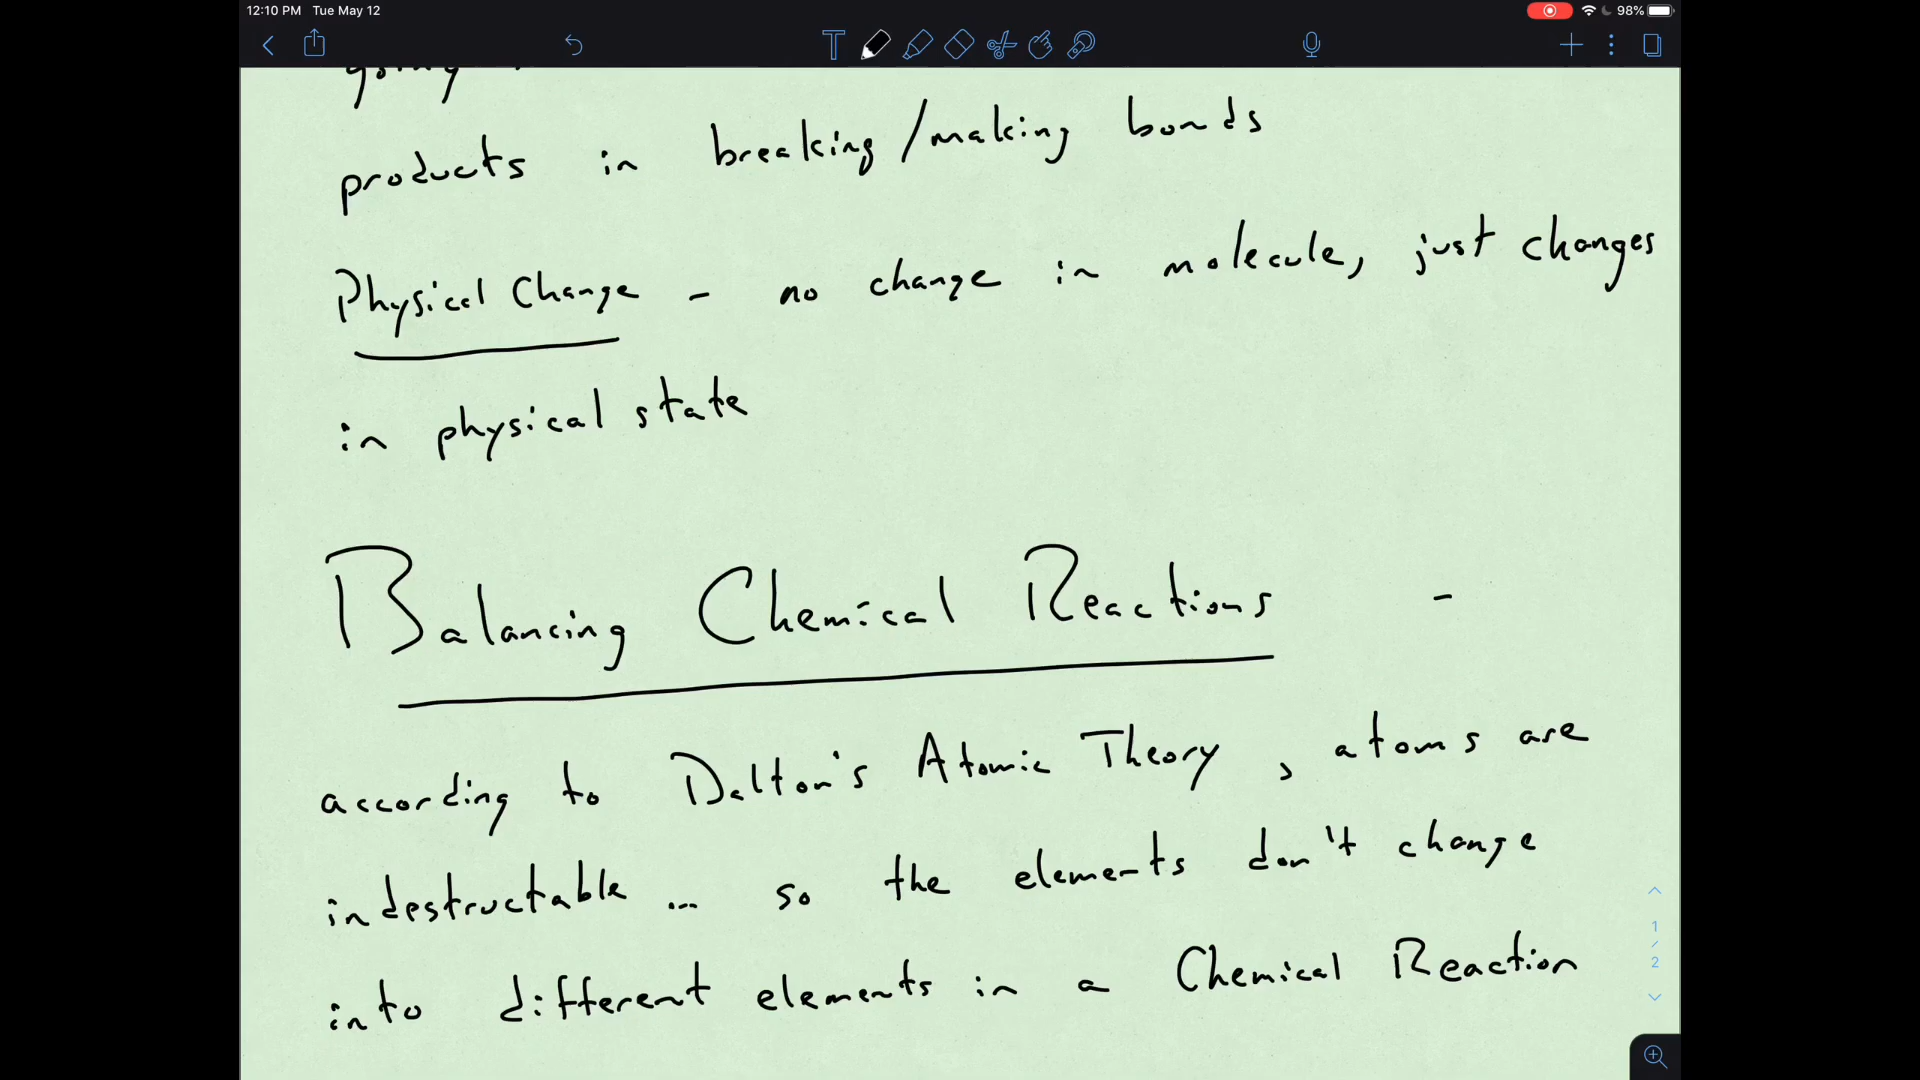 12:10 PM Tue May 12
98%
T
going
products in breaking/making bonds
Physical Change - no change in molecule, just changes
in physical state
Balancing Chemical Reactions -
according to Dalton's Atomic Theory, atoms are
indestructable... so the elements don't change
into different elements in a Chemical Reaction
1
/
2